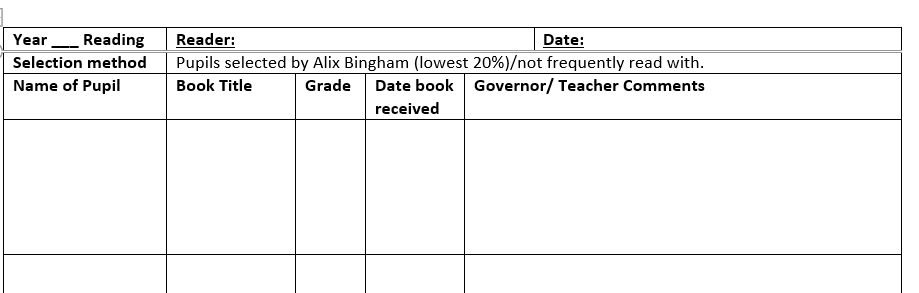 Year ___ Reading Reader: Date:
Selection method Pupils selected by Alix Bingham (lowest 20%)/not frequently read with.
Name of Pupil Book Title Grade Date book received Governor/ Teacher Comments